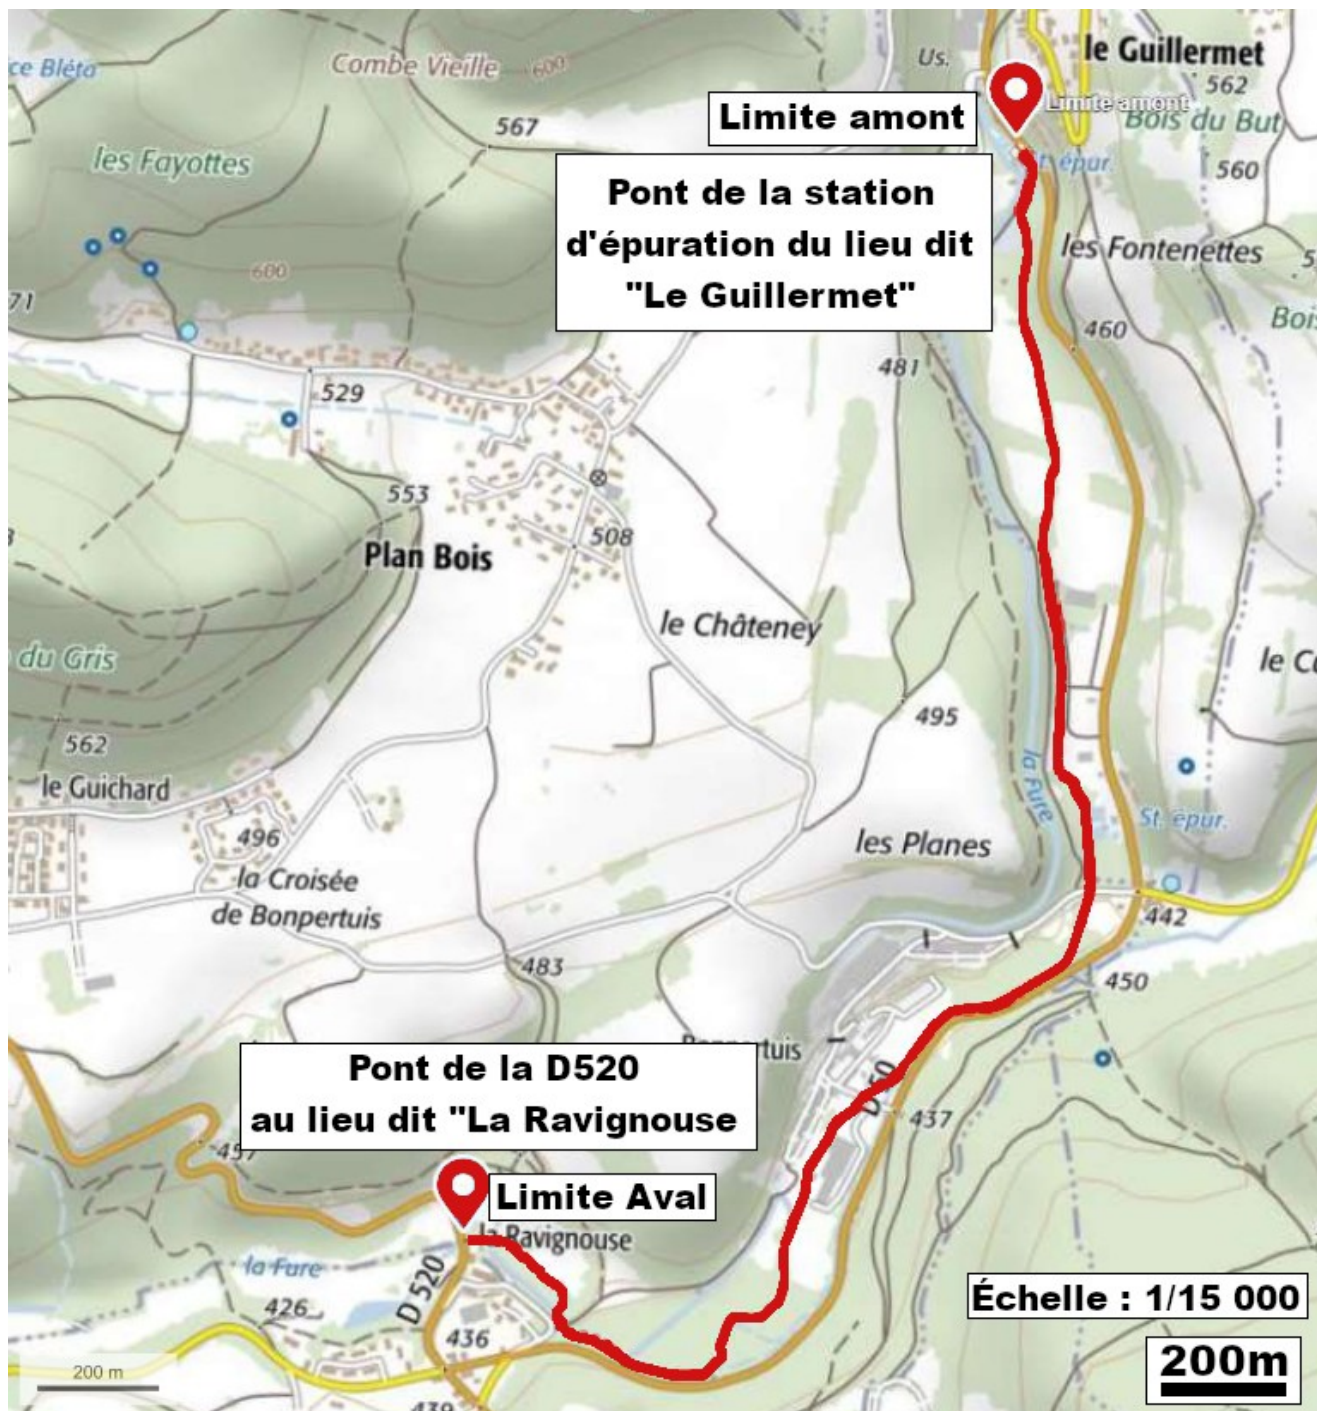 le Guillermet
Us.
ce Bléta
Combe Vieille
600
562
Limite amont
Limite amont
Bois du But
567
les Fayottes
St. épur.
560
Pont de la station
d'épuration du lieu dit
"Le Guillermet"
les Fontenettes
600
71
Bois
460
481
529
553
508
Plan Bois
le Châteney
du Gris
495
562
le Guichard
la Fure
St. épur.
496
les Planes
la Croisée
de Bonpertuis
442
483
450
Pont de la D520
au lieu dit "La Ravignouse
437
Limite Aval
la Ravignouse
la Fure
D 520
426
Échelle : 1/15 000
436
200m
200 m
439